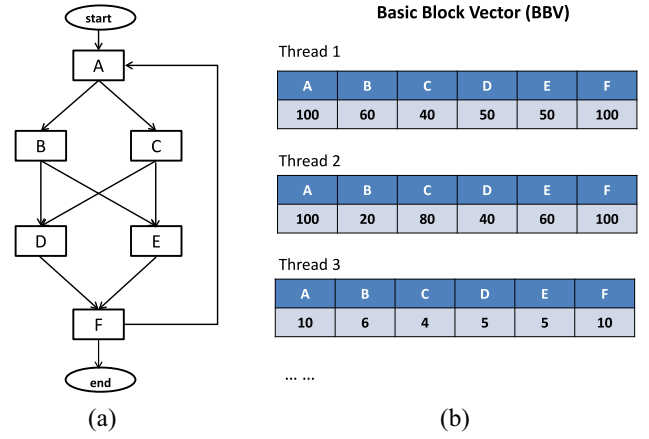 start
A
B C
D E
F
end
(a)
Basic Block Vector (BBV)
Thread 1
A B C D E F
100 60 40 50 50 100
Thread 2
A B C D E F
100 20 80 40 60 100
Thread 3
A B C D E F
10 6 4 5 5 10
... ...
(b)